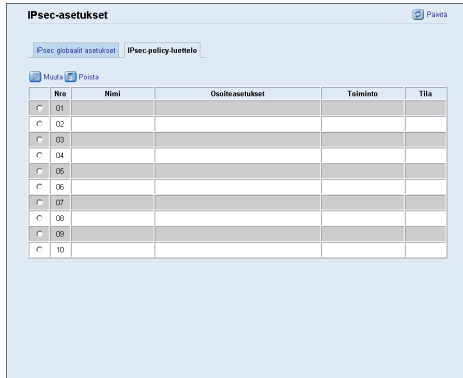 IPsec-asetukset
Päivitä
IPsec globaalit asetukset IPsec-policy-luettelo
Muuta Poista
Nro Nimi Osoiteasetukset Toiminto Tila
01
02
03
04
05
06
07
08
09
10